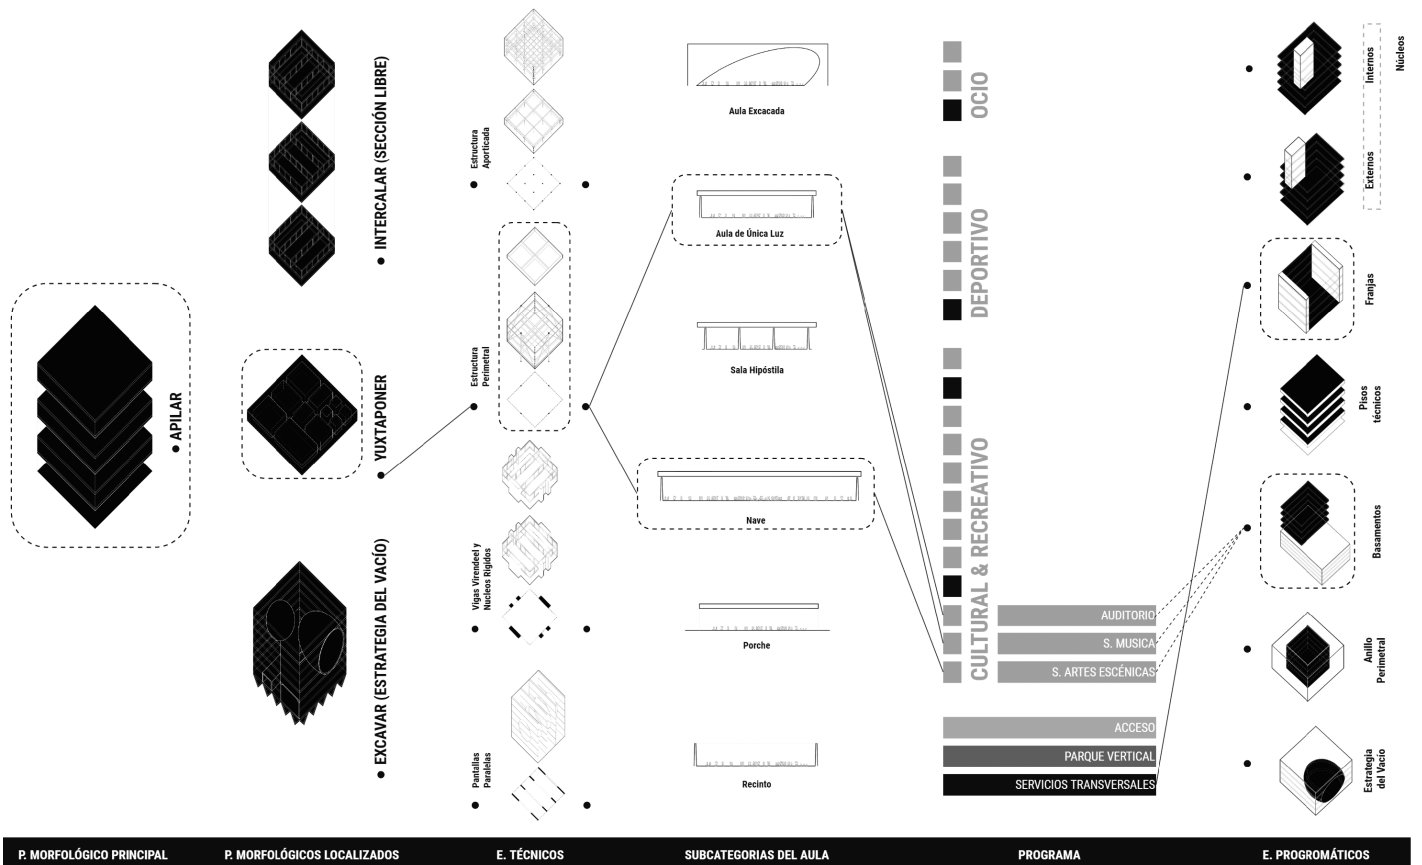 APILAR
INTERCALAR (SECCIÓN LIBRE)
YUXTAPONER
EXCAVAR (ESTRATEGIA DEL VACÍO)
Estructura
Aporticada
Estructura
Perimetral
Vigas Virendeel y
Nucleos Rigidos
Pantallas
Paralelas
Aula Excacada
Aula de Única Luz
Sala Hipóstila
Nave
Porche
Recinto
OCIO
DEPORTIVO
CULTURAL & RECREATIVO
AUDITORIO
S. MUSICA
S. ARTES ESCÉNICAS
ACCESO
PARQUE VERTICAL
SERVICIOS TRANSVERSALES
Núcleos
Internos
Externos
Franjas
Pisos
técnicos
Basamentos
Anillo
Perimetral
Estrategia
del Vacío
P. MORFOLÓGICO PRINCIPAL
P. MORFOLÓGICOS LOCALIZADOS
E. TÉCNICOS
SUBCATEGORIAS DEL AULA
PROGRAMA
E. PROGROMÁTICOS